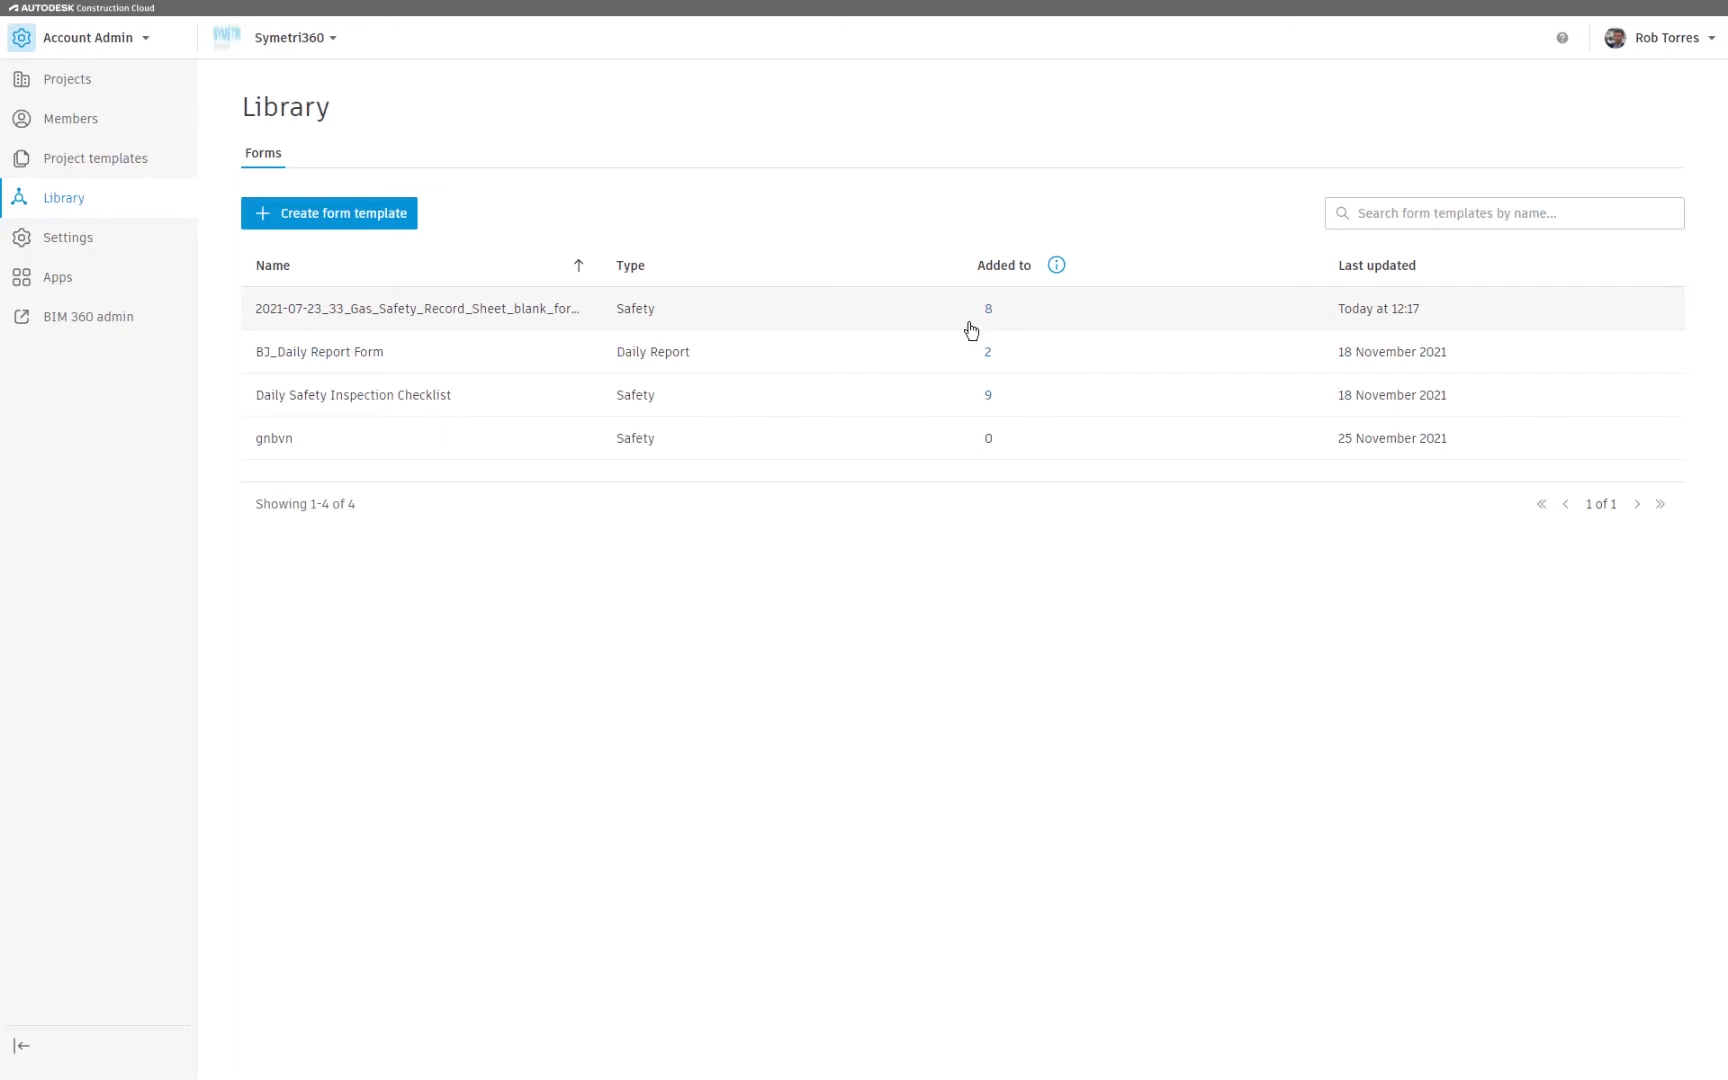 AUTODESK Construction Cloud
Account Admin
Symetri360
Rob Torres
Projects
Members
Project templates
Library
Settings
Apps
BIM 360 admin
Library
Forms
Create form template
Search form templates by name...
Name Type Added to Last updated
2021-07-23_33_Gas_Safety_Record_Sheet_blank_for... Safety 8 Today at 12:17
BJ_Daily Report Form Daily Report 2 18 November 2021
Daily Safety Inspection Checklist Safety 9 18 November 2021
gnbvn Safety 0 25 November 2021
Showing 1-4 of 4
1 of 1